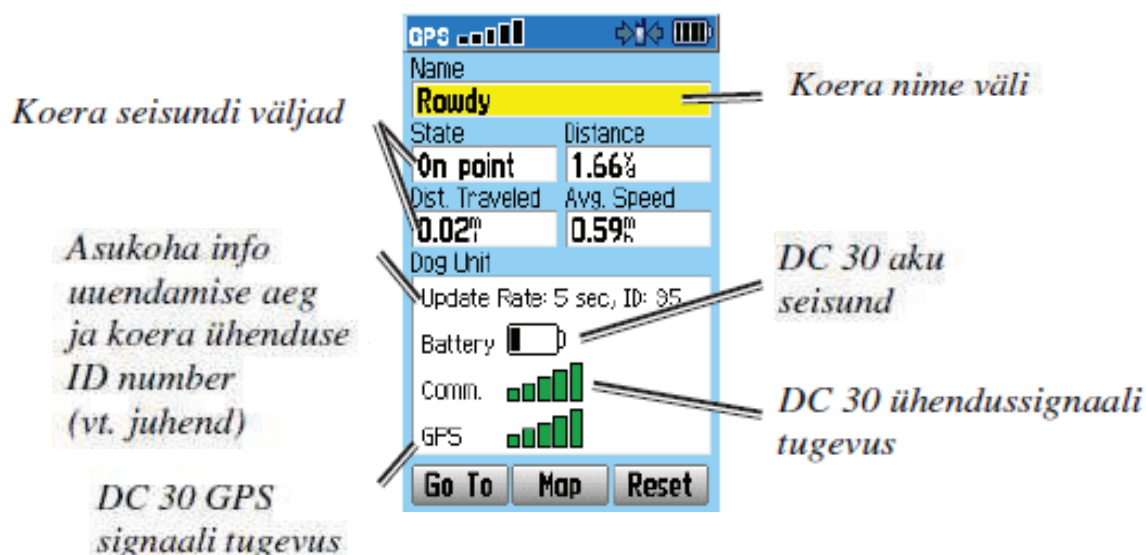 GPS
Name
Rowdy
State Distance
On point 1.66 yd
Dist. Traveled Avg. Speed
0.02 mi 0.59 mh
Dog Unit
Update Rate: 5 sec, ID: 95
Battery
Comm.
GPS
Go To Map Reset
Koera seisundi väljad
Asukoha info
uuendamise aeg
ja koera ühenduse
ID number
(vt. juhend)
DC 30 GPS
signaali tugevus
Koera nime väli
DC 30 aku
seisund
DC 30 ühendussignaali
tugevus